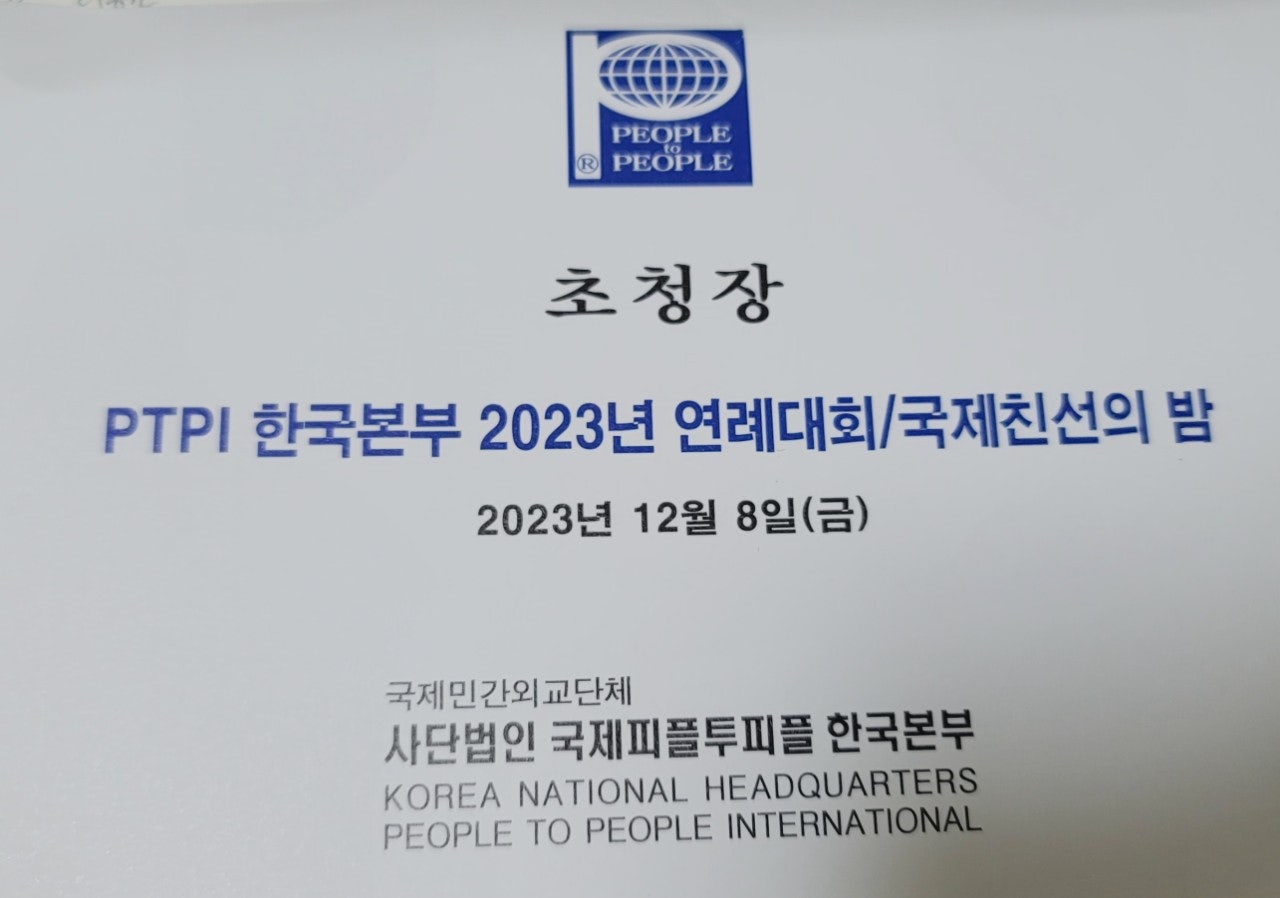 PEOPLE
to
® PEOPLE
초청장
PTPI 한국본부 2023년 연례대회/국제친선의 밤
2023년 12월 8일(금)
국제민간외교단체
사단법인 국제피플투피플 한국본부
KOREA NATIONAL HEADQUARTERS
PEOPLE TO PEOPLE INTERNATIONAL